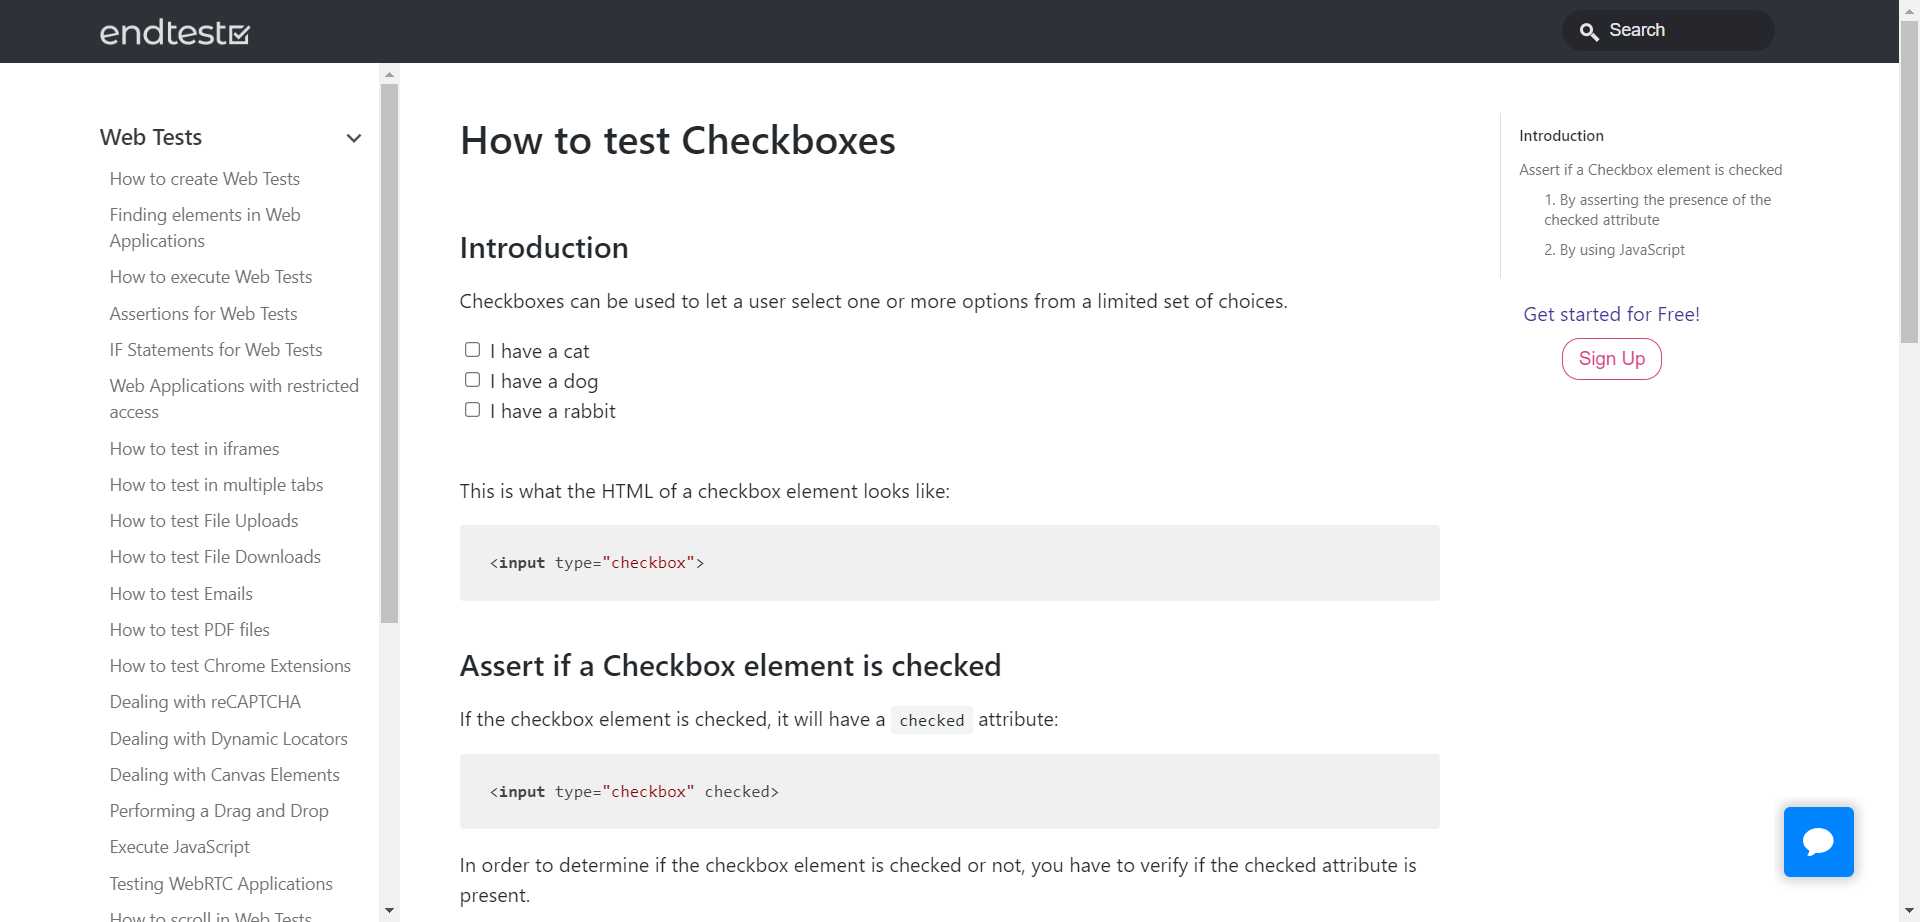 endtest
Search
Web Tests
How to create Web Tests
Finding elements in Web
Applications
How to execute Web Tests
Assertions for Web Tests
IF Statements for Web Tests
Web Applications with restricted
access
How to test in iframes
How to test in multiple tabs
How to test File Uploads
How to test File Downloads
How to test Emails
How to test PDF files
How to test Chrome Extensions
Dealing with reCAPTCHA
Dealing with Dynamic Locators
Dealing with Canvas Elements
Performing a Drag and Drop
Execute JavaScript
Testing WebRTC Applications
How to scroll in Web Tests
How to test Checkboxes
Introduction
Checkboxes can be used to let a user select one or more options from a limited set of choices.
I have a cat
I have a dog
I have a rabbit
This is what the HTML of a checkbox element looks like:
<input type="checkbox">
Assert if a Checkbox element is checked
If the checkbox element is checked, it will have a checked attribute:
<input type="checkbox" checked>
In order to determine if the checkbox element is checked or not, you have to verify if the checked attribute is
present.
Introduction
Assert if a Checkbox element is checked
1. By asserting the presence of the
checked attribute
2. By using JavaScript
Get started for Free!
Sign Up